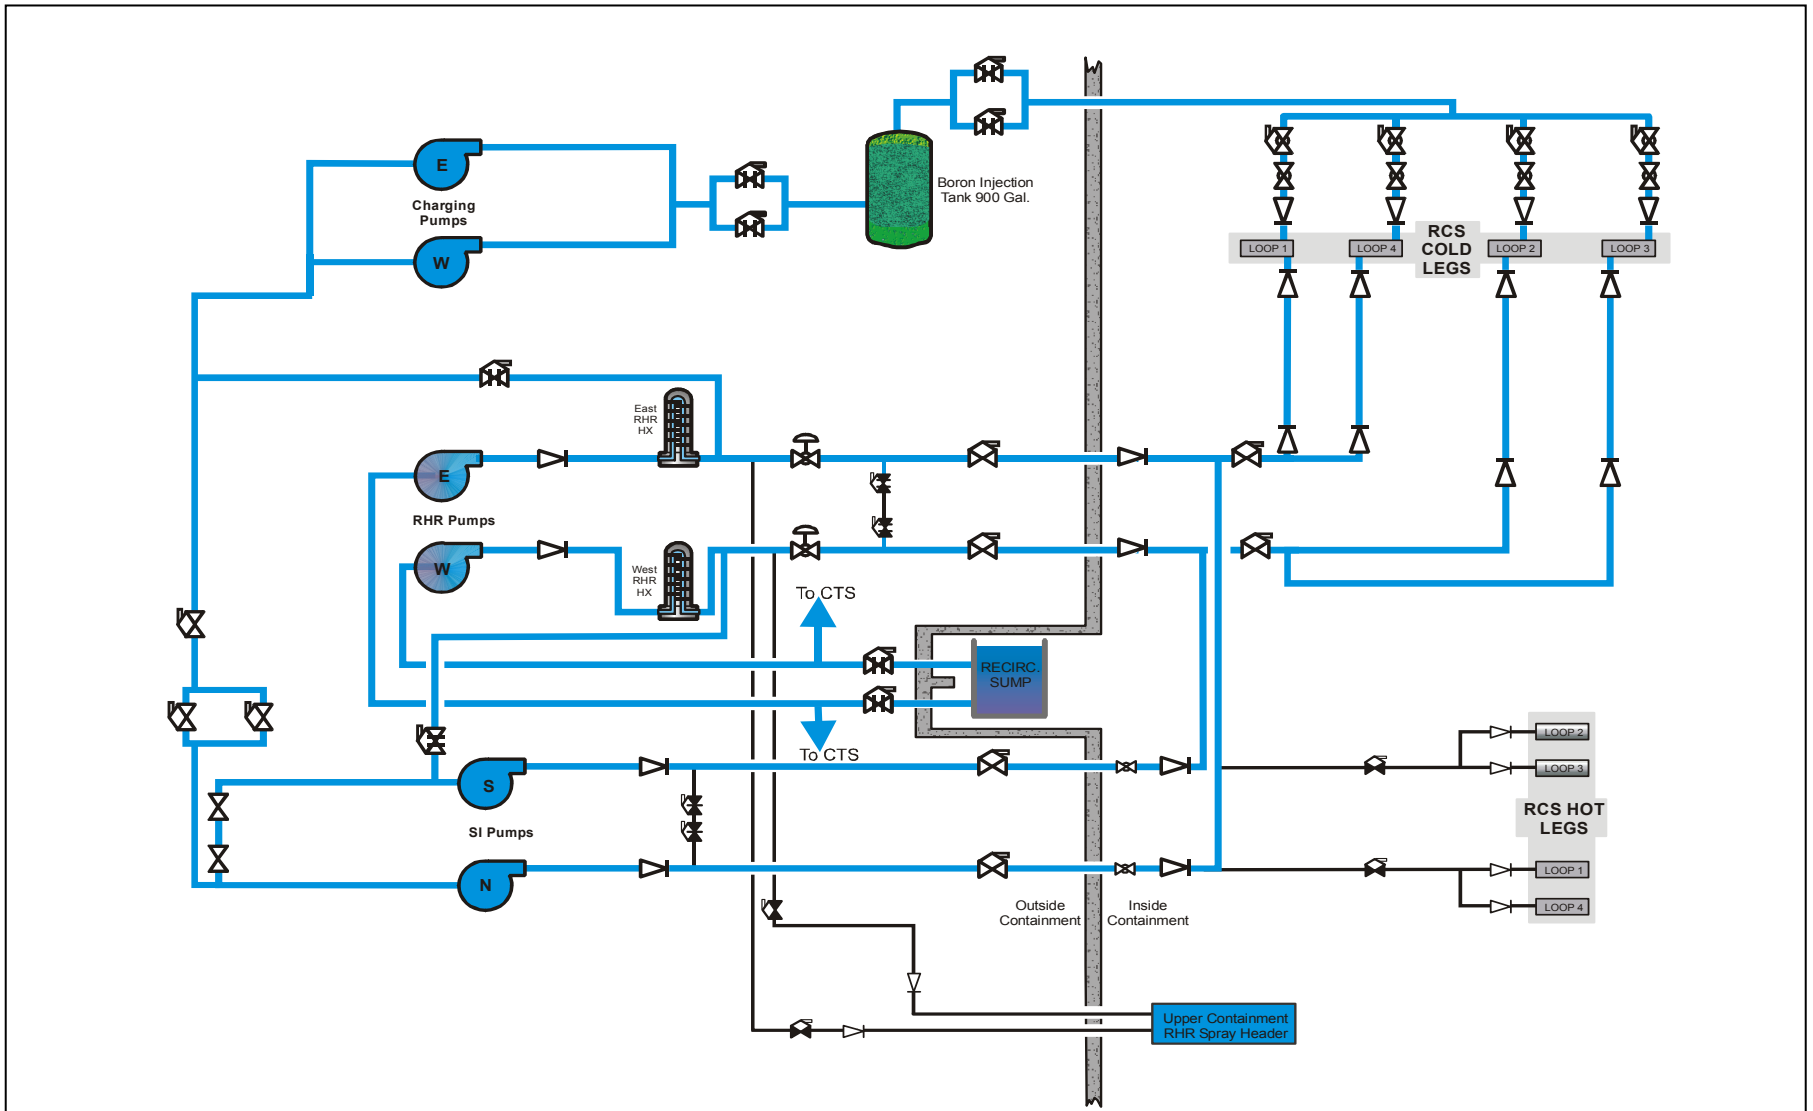 E
Charging
Pumps
W
Boron Injection
Tank 900 Gal.
LOOP 1
LOOP 4
RCS
COLD
LEGS
LOOP 2
LOOP 3
East
RHR
HX
E
RHR Pumps
W
West
RHR
HX
To CTS
RECIRC.
SUMP
To CTS
S
SI Pumps
N
LOOP 2
LOOP 3
RCS HOT
LEGS
LOOP 1
LOOP 4
Outside
Containment
Inside
Containment
Upper Containment
RHR Spray Header